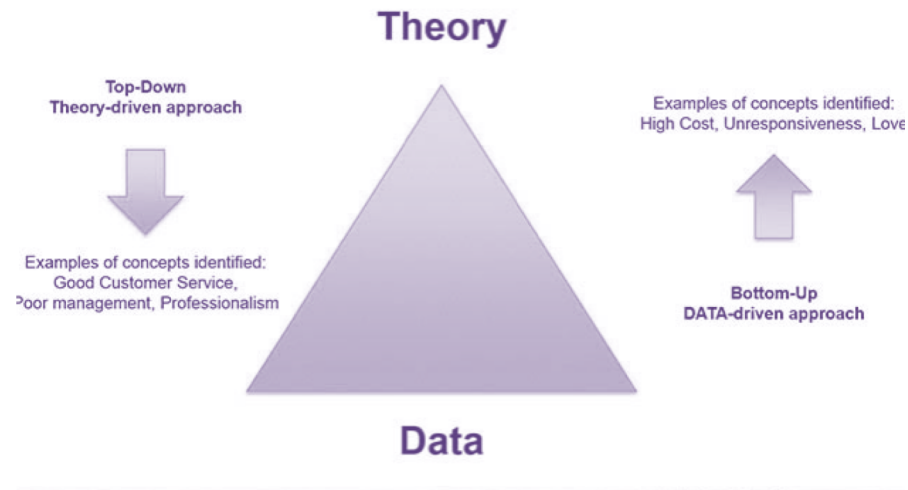 Theory
Top-Down
Theory-driven approach
Examples of concepts identified:
Good Customer Service,
Poor management, Professionalism
Examples of concepts identified:
High Cost, Unresponsiveness, Love
Bottom-Up
DATA-driven approach
Data